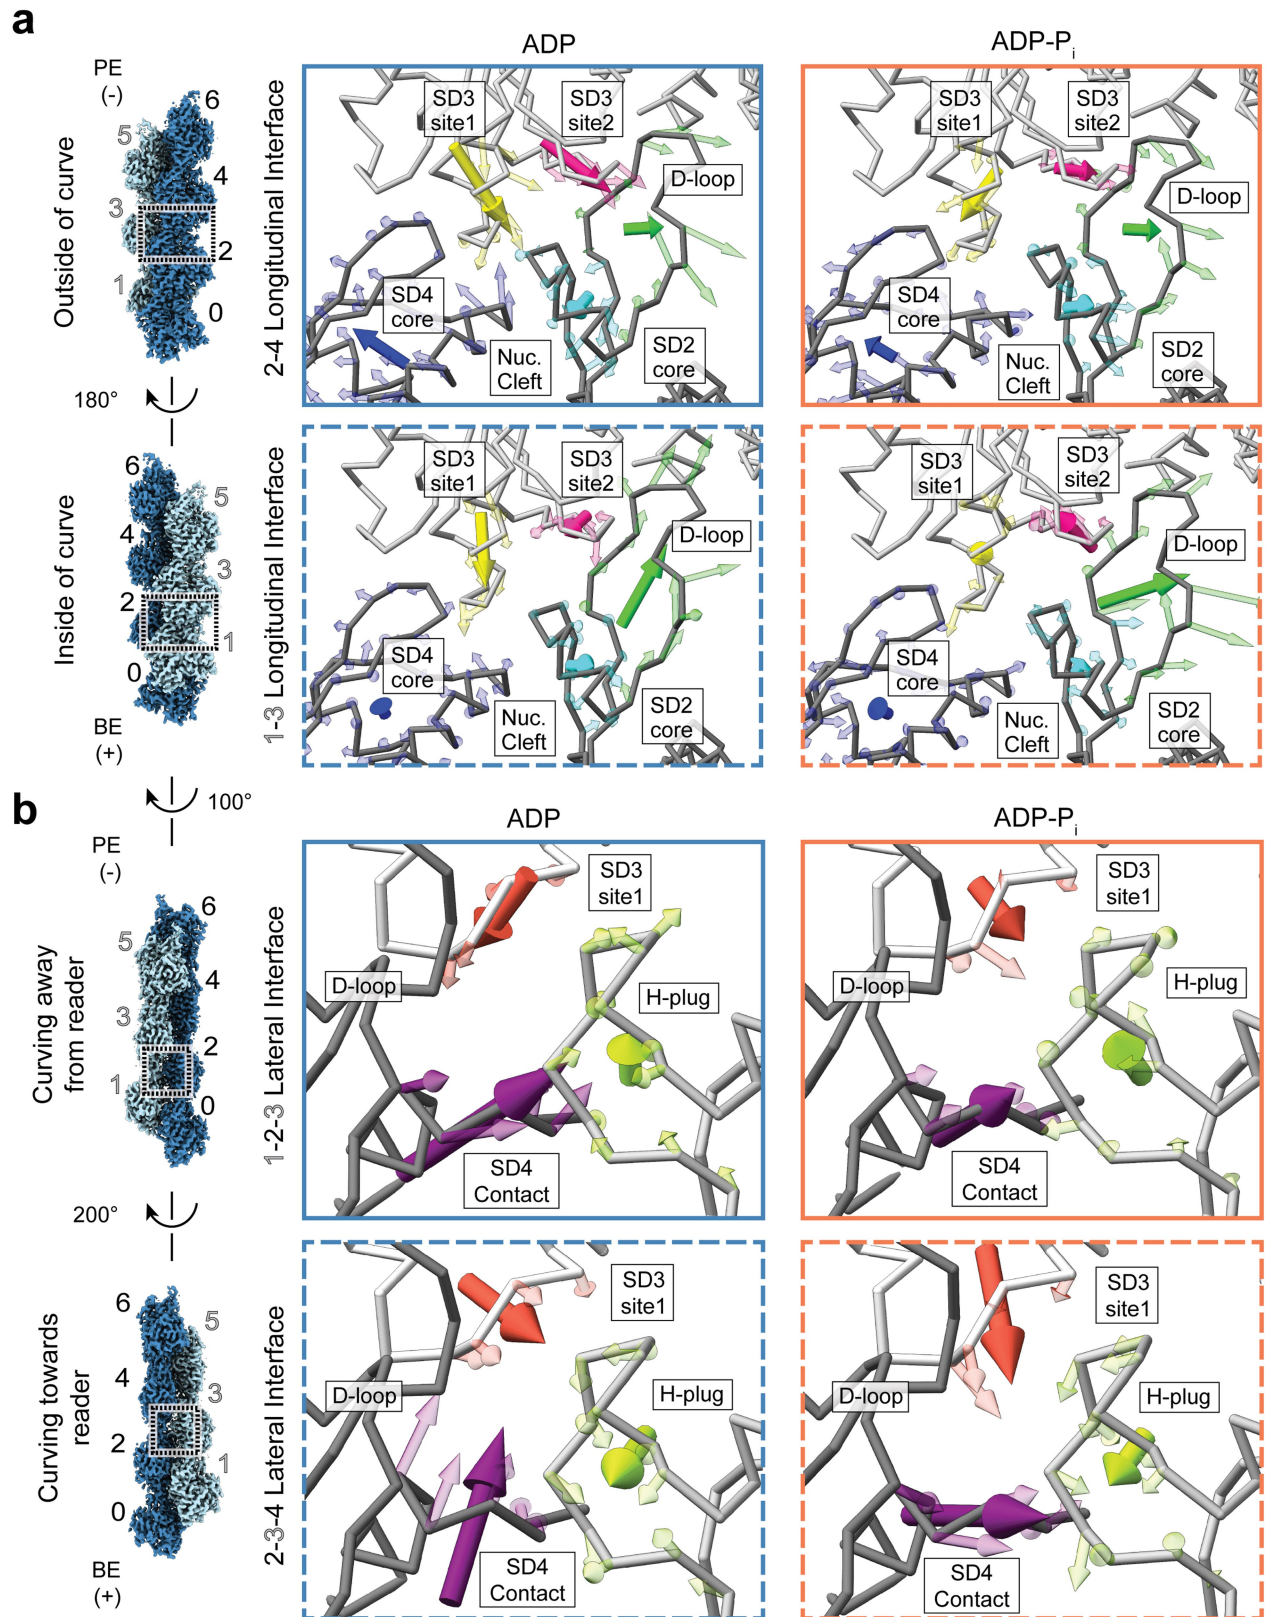 a
ADP
ADP-Pi
PE
(-)
6
5
4
3
2
1
0
Outside of curve
2-4 Longitudinal Interface
SD3
site1
SD3
site2
D-loop
SD4
core
Nuc.
Cleft
SD2
core
SD3
site1
SD3
site2
D-loop
SD4
core
Nuc.
Cleft
SD2
core
180°
6
5
4
3
2
1
0
BE
(+)
Inside of curve
1-3 Longitudinal Interface
SD3
site1
SD3
site2
D-loop
SD4
core
Nuc.
Cleft
SD2
core
SD3
site1
SD3
site2
D-loop
SD4
core
Nuc.
Cleft
SD2
core
100°
b
ADP
ADP-Pi
PE
(-)
6
5
4
3
2
1
0
Curving away
from reader
1-2-3 Lateral Interface
SD3
site1
D-loop
H-plug
SD4
Contact
SD3
site1
D-loop
H-plug
SD4
Contact
200°
6
5
4
3
2
1
0
BE
(+)
Curving towards
reader
2-3-4 Lateral Interface
SD3
site1
D-loop
H-plug
SD4
Contact
SD3
site1
D-loop
H-plug
SD4
Contact